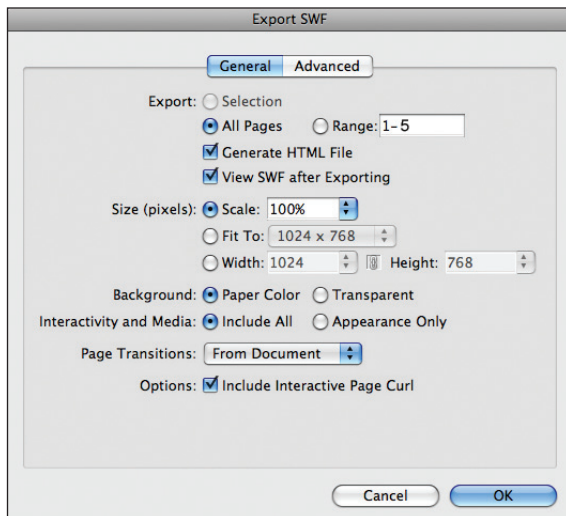 Export SWF
General Advanced
Export: Selection
All Pages Range: 1-5
Generate HTML File
View SWF after Exporting
Size (pixels): Scale: 100%
Fit To: 1024 x 768
Width: 1024 Height: 768
Background: Paper Color Transparent
Interactivity and Media: Include All Appearance Only
Page Transitions: From Document
Options: Include Interactive Page Curl
Cancel OK